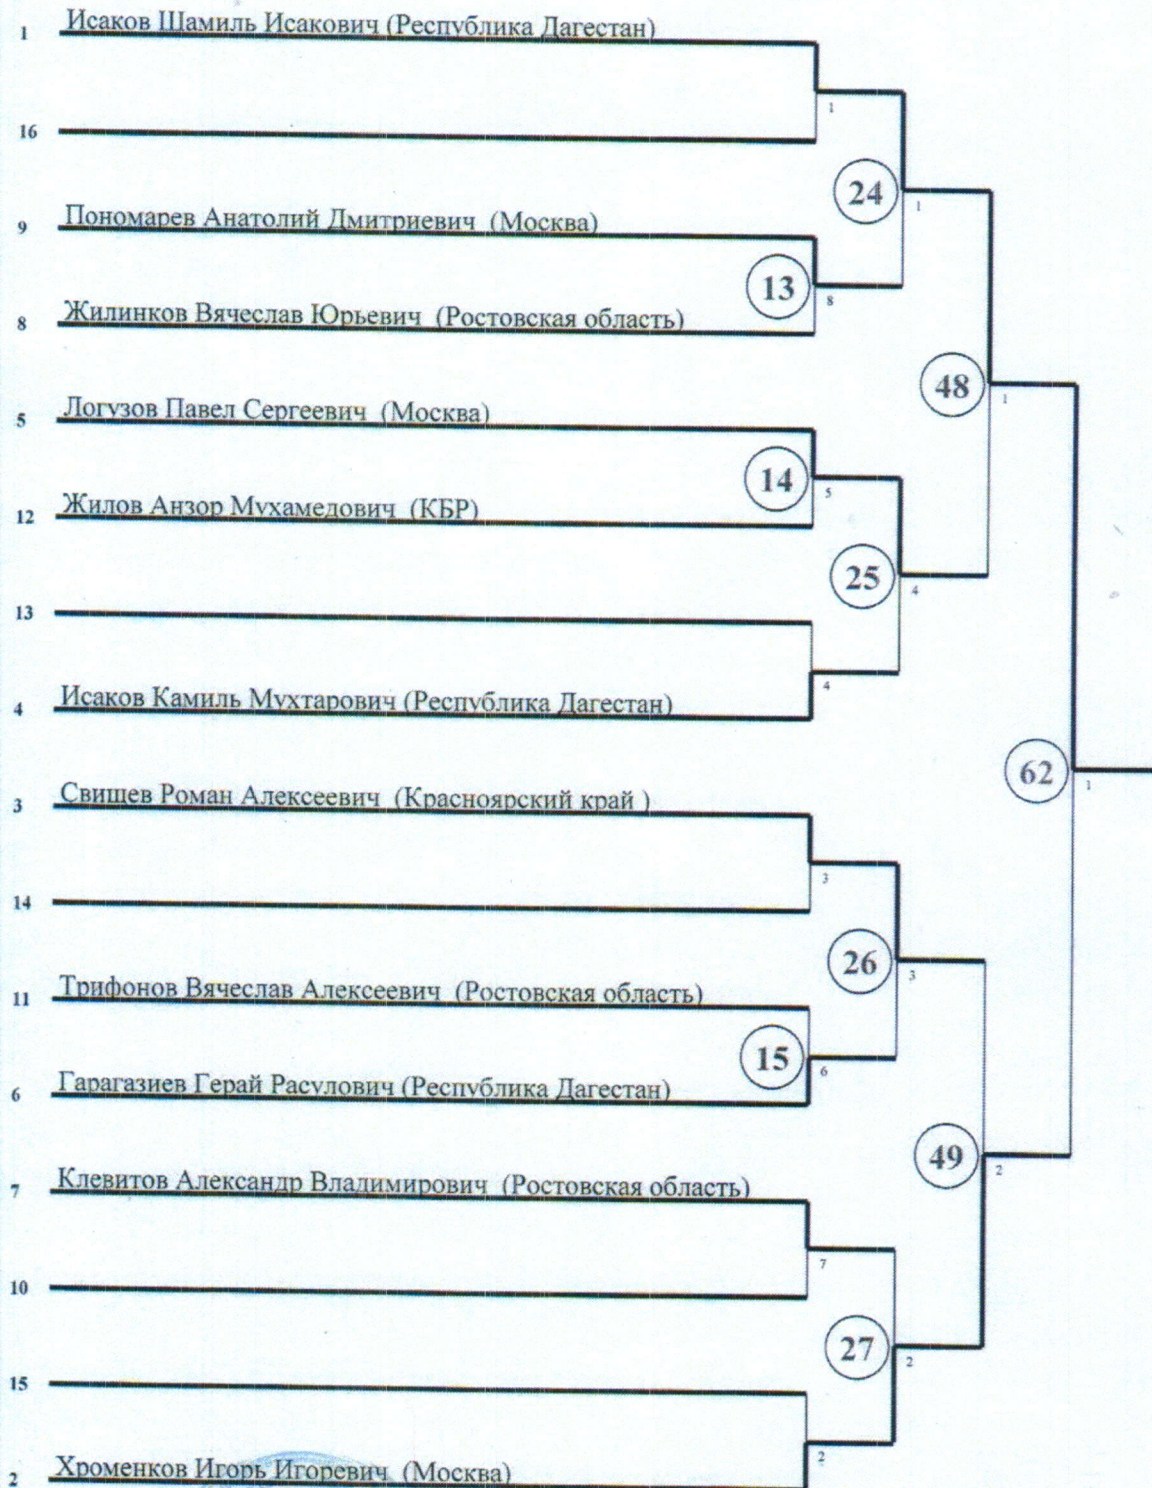 1 Исаков Шамиль Исакович (Республика Дагестан)
1
16
24
1
9 Пономарев Анатолий Дмитриевич (Москва)
13
8
8 Жилинков Вячеслав Юрьевич (Ростовская область)
48
1
5 Логузов Павел Сергеевич (Москва)
14
5
12 Жилов Анзор Мухамедович (КБР)
25
4
13
4
4 Исаков Камиль Мухтарович (Республика Дагестан)
62
1
3 Свищев Роман Алексеевич (Красноярский край )
3
14
26
3
11 Трифонов Вячеслав Алексеевич (Ростовская область)
15
6
6 Гарагазиев Герай Расулович (Республика Дагестан)
49
2
7 Клевитов Александр Владимирович (Ростовская область)
7
10
27
2
15
2
2 Хроменков Игорь Игоревич (Москва)